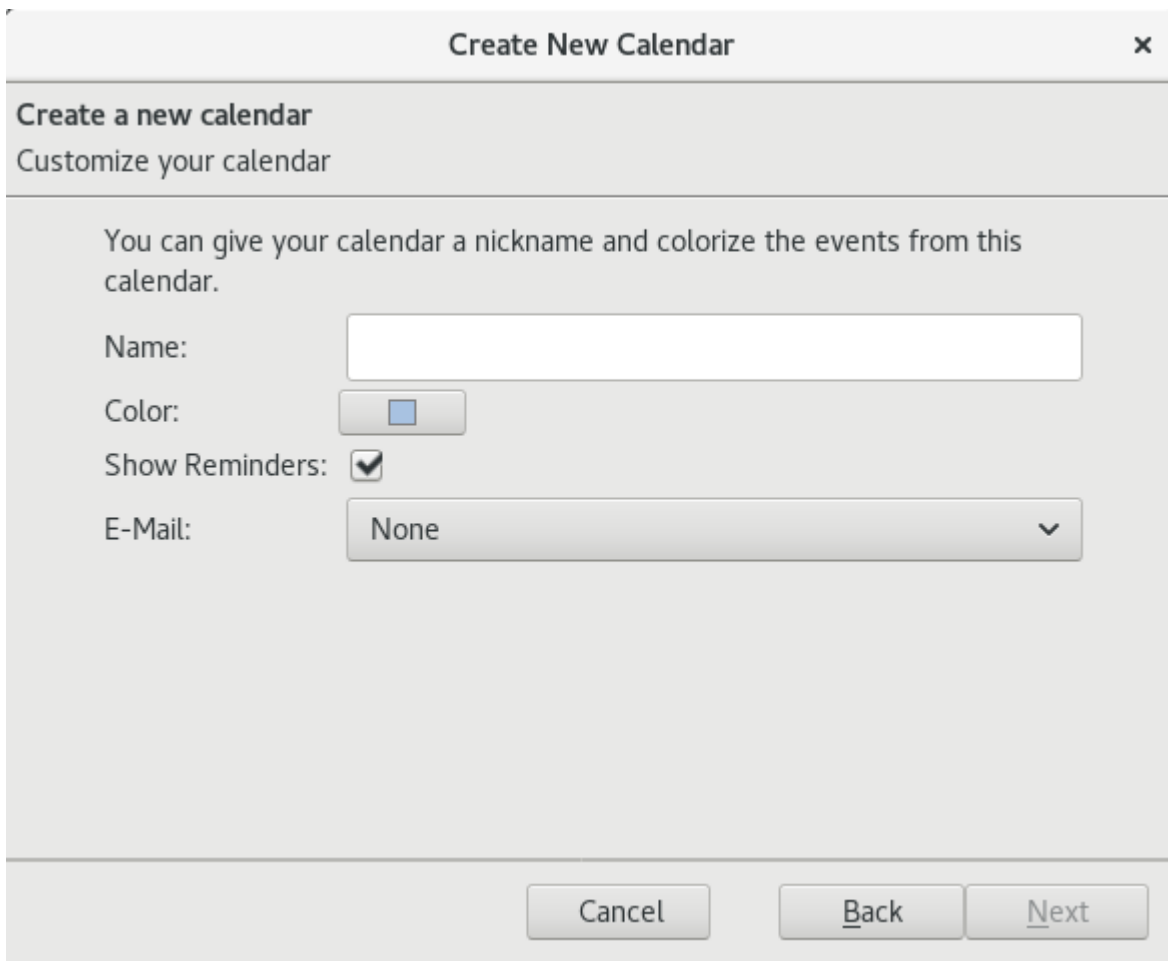 Create New Calendar
Create a new calendar
Customize your calendar
You can give your calendar a nickname and colorize the events from this
calendar.
Name:
Color:
Show Reminders:
E-Mail: None
Cancel Back Next